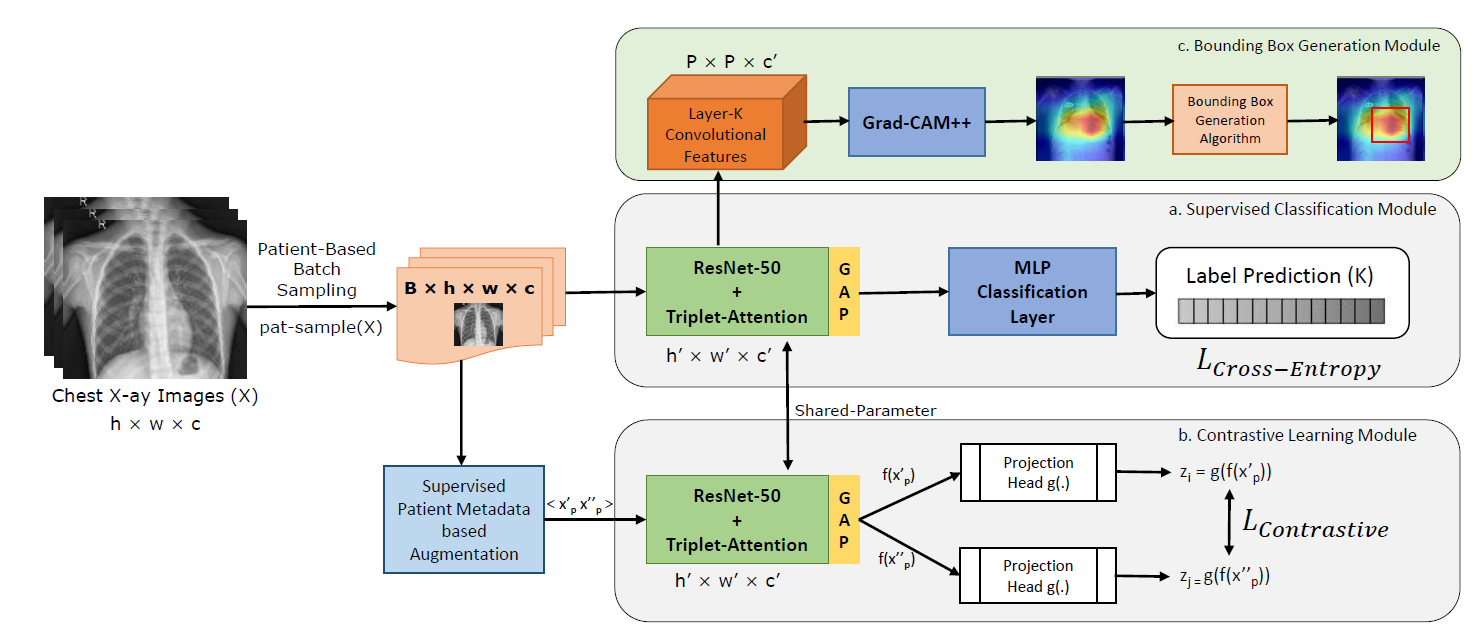 c. Bounding Box Generation Module
P × P × c′
Layer-K
Convolutional
Features
Grad-CAM++
Bounding Box
Generation
Algorithm
R
R
Chest X-ay Images (X)
h × w × c
Patient-Based
Batch
Sampling
pat-sample(X)
B × h × w × c
a. Supervised Classification Module
ResNet-50
+
Triplet-Attention
G
A
P
h′ × w′ × c′
MLP
Classification
Layer
Label Prediction (K)
L Cross−Entropy
Shared-Parameter
b. Contrastive Learning Module
Supervised
Patient Metadata
based
Augmentation
< x′p x′′p >
ResNet-50
+
Triplet-Attention
G
A
P
h′ × w′ × c′
f(x′p)
f(x′′p)
Projection
Head g(.)
Projection
Head g(.)
zi = g(f(x′p))
L Contrastive
zj = g(f(x′′p))